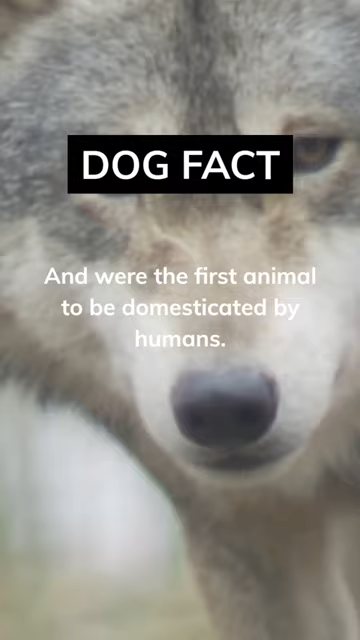 DOG FACT
And were the first animal
to be domesticated by
humans.